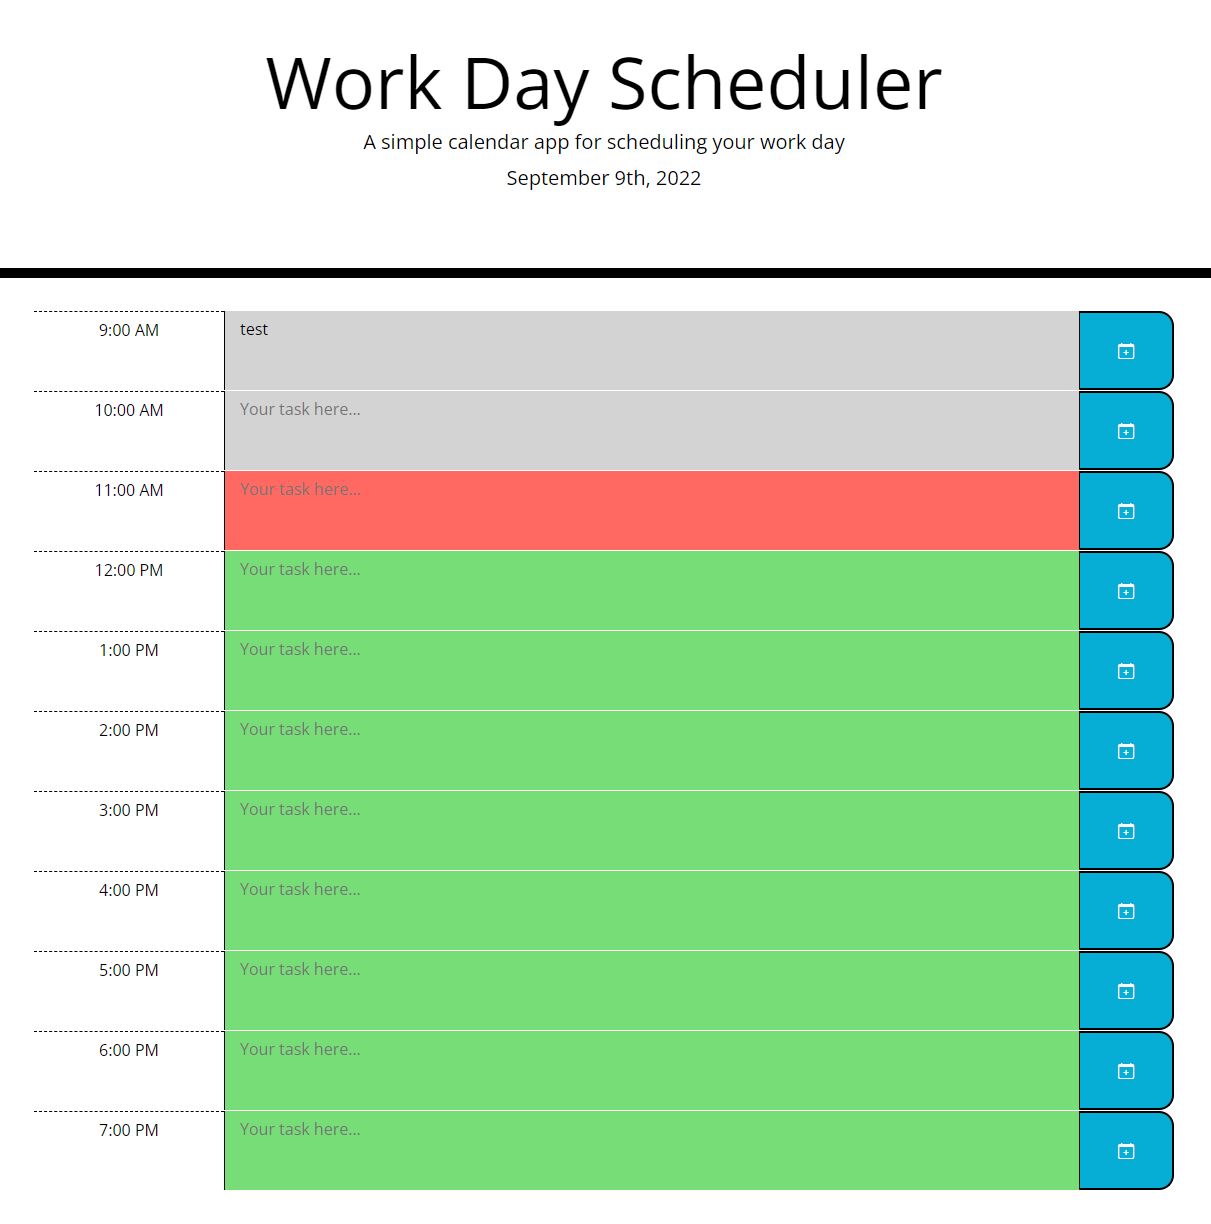 Work Day Scheduler
A simple calendar app for scheduling your work day
September 9th, 2022
9:00 AM test
10:00 AM Your task here...
11:00 AM Your task here...
12:00 PM Your task here...
1:00 PM Your task here...
2:00 PM Your task here...
3:00 PM Your task here...
4:00 PM Your task here...
5:00 PM Your task here...
6:00 PM Your task here...
7:00 PM Your task here...